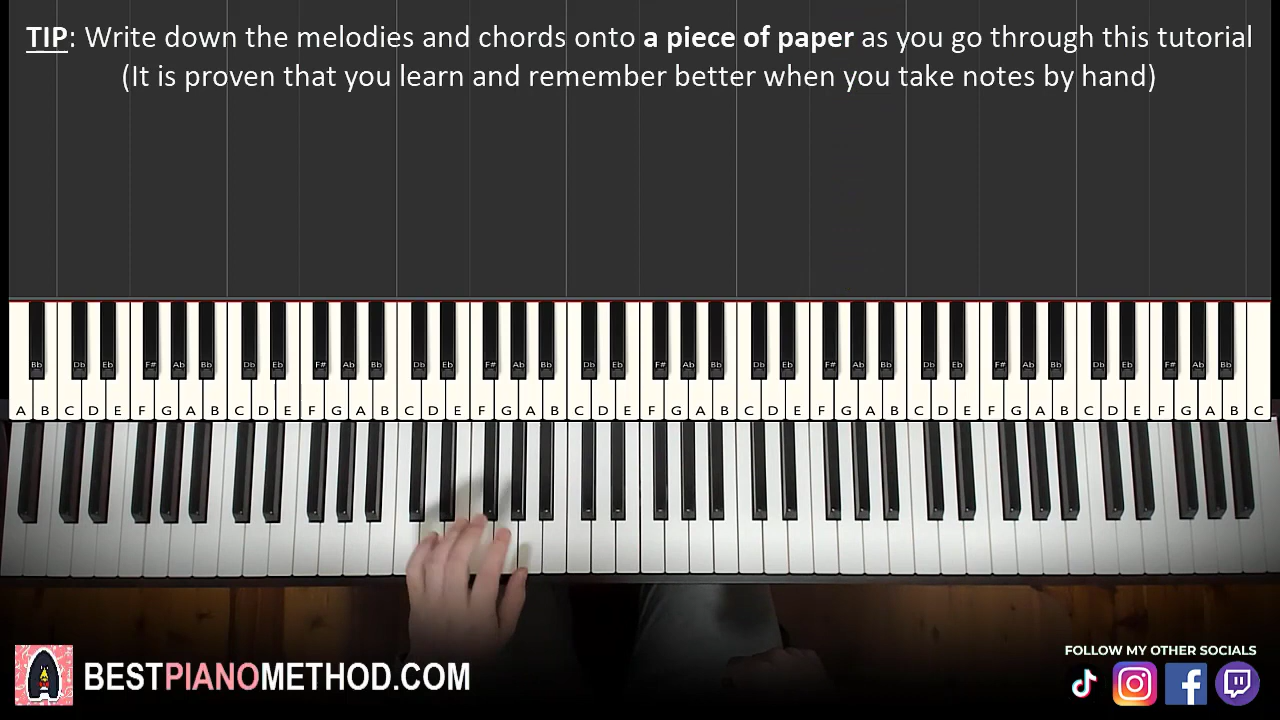 TIP: Write down the melodies and chords onto a piece of paper as you go through this tutorial
(It is proven that you learn and remember better when you take notes by hand)
Bb Db Eb F# Ab Bb Db Eb F# Ab Bb Db Eb F# Ab Bb Db Eb F# Ab Bb Db Eb F# Ab Bb Db Eb F# Ab Bb Db Eb F# Ab Bb
A B C D E F G A B C D E F G A B C D E F G A B C D E F G A B C D E F G A B C D E F G A B C D E F G A B C
BESTPIANOMETHOD.COM
FOLLOW MY OTHER SOCIALS